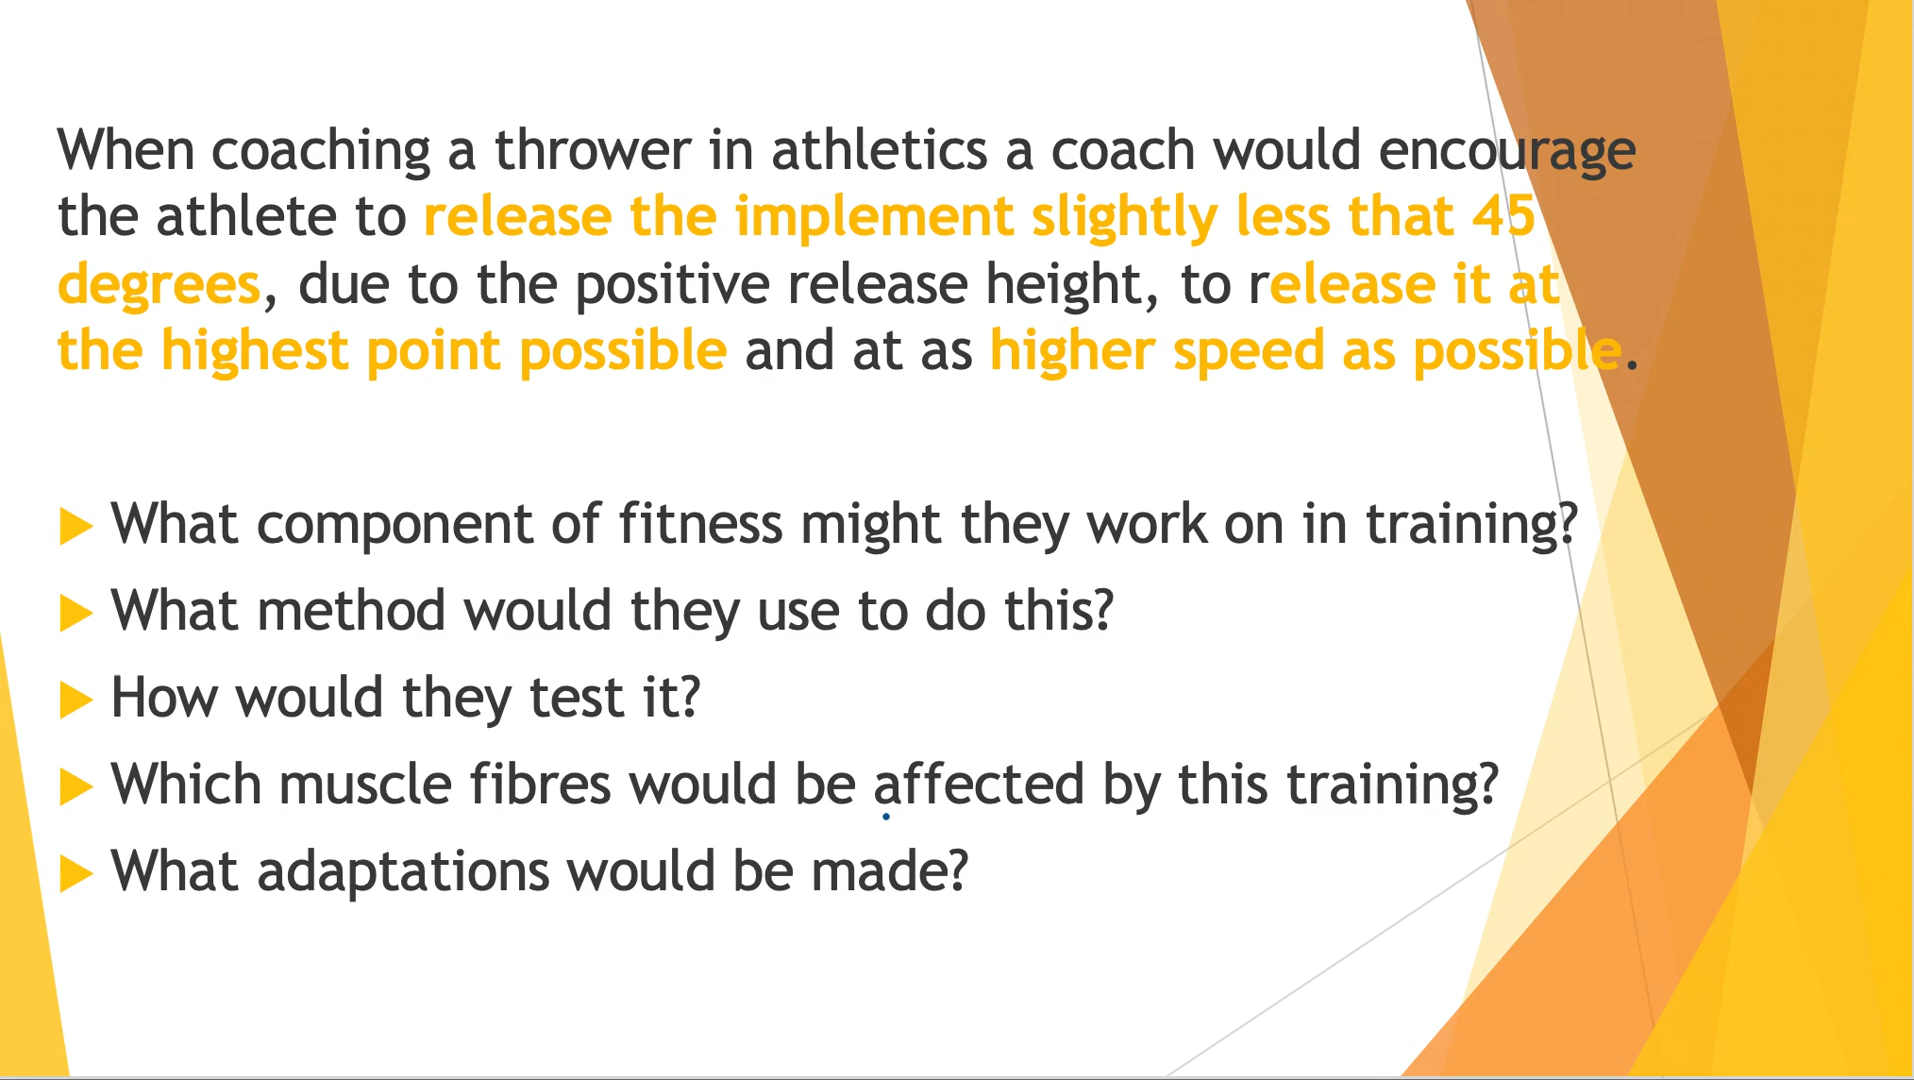 When coaching a thrower in athletics a coach would encourage
the athlete to release the implement slightly less that 45
degrees, due to the positive release height, to release it at
the highest point possible and at as higher speed as possible.
What component of fitness might they work on in training?
What method would they use to do this?
How would they test it?
Which muscle fibres would be affected by this training?
What adaptations would be made?